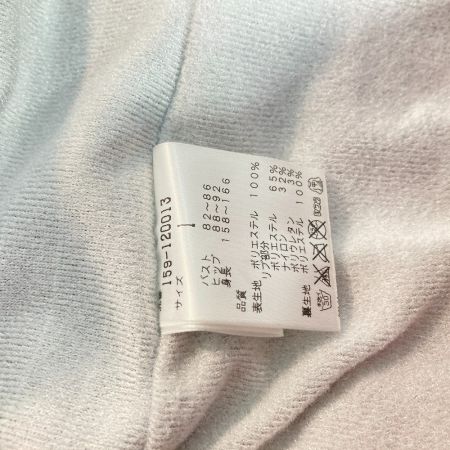 159-120013
サイズ 1
バスト 82~86
ヒップ 88~92
身長 158~166
品質
表生地 ポリエステル 100%
リブ部分
ポリエステル 65%
ナイロン 32%
ポリウレタン 3%
裏生地 ポリエステル 100%